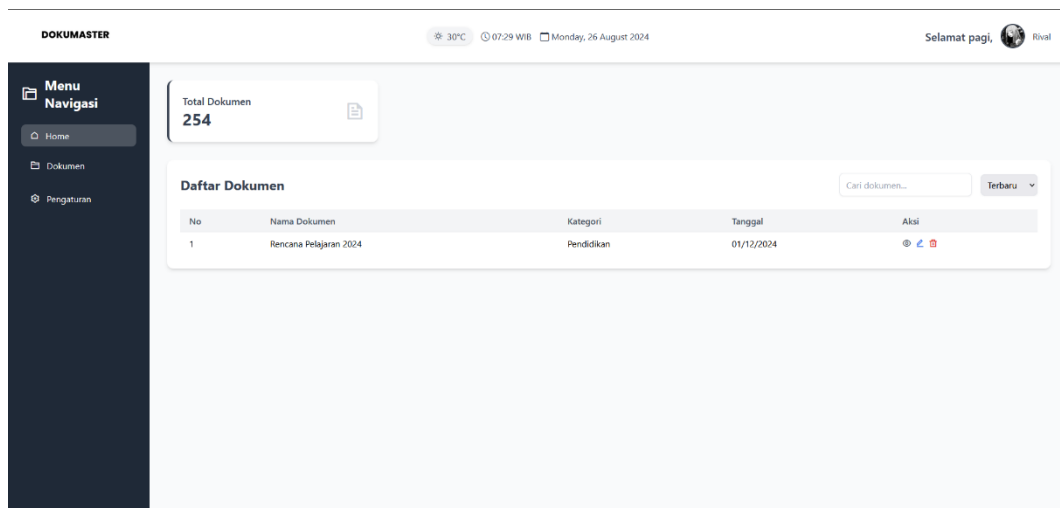 DOKUMASTER
30°C 07:29 WIB Monday, 26 August 2024
Selamat pagi, Rival
Menu
Navigasi
Home
Dokumen
Pengaturan
Total Dokumen
254
Daftar Dokumen
Cari dokumen... Terbaru
No Nama Dokumen Kategori Tanggal Aksi
1 Rencana Pelajaran 2024 Pendidikan 01/12/2024